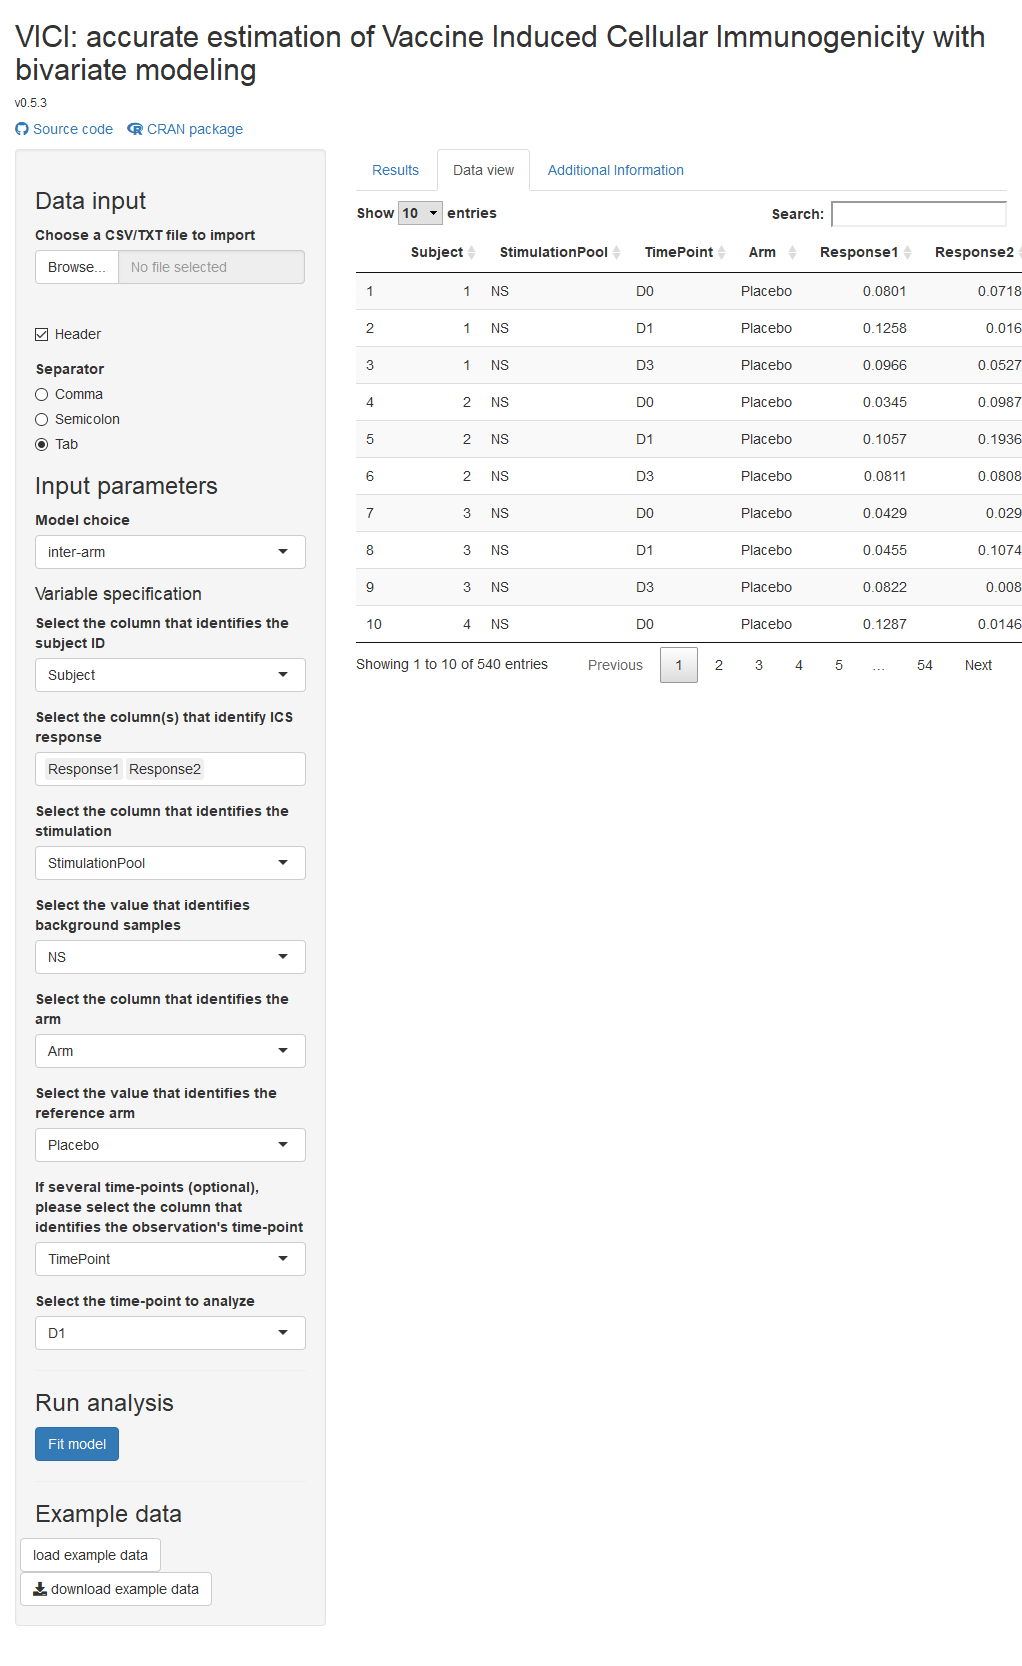 VICI: accurate estimation of Vaccine Induced Cellular Immunogenicity with
bivariate modeling
v0.5.3
Source code CRAN package
Data input
Choose a CSV/TXT file to import
Browse... No file selected
Header
Separator
Comma
Semicolon
Tab
Input parameters
Model choice
inter-arm
Variable specification
Select the column that identifies the
subject ID
Subject
Select the column(s) that identify ICS
response
Response1 Response2
Select the column that identifies the
stimulation
StimulationPool
Select the value that identifies
background samples
NS
Select the column that identifies the
arm
Arm
Select the value that identifies the
reference arm
Placebo
If several time-points (optional),
please select the column that
identifies the observation's time-point
TimePoint
Select the time-point to analyze
D1
Run analysis
Fit model
Example data
load example data
download example data
Results Data view Additional Information
Show 10 entries Search:
Subject StimulationPool TimePoint Arm Response1 Response2
1 1 NS D0 Placebo 0.0801 0.0718
2 1 NS D1 Placebo 0.1258 0.016
3 1 NS D3 Placebo 0.0966 0.0527
4 2 NS D0 Placebo 0.0345 0.0987
5 2 NS D1 Placebo 0.1057 0.1936
6 2 NS D3 Placebo 0.0811 0.0808
7 3 NS D0 Placebo 0.0429 0.029
8 3 NS D1 Placebo 0.0455 0.1074
9 3 NS D3 Placebo 0.0822 0.008
10 4 NS D0 Placebo 0.1287 0.0146
Showing 1 to 10 of 540 entries Previous 1 2 3 4 5 … 54 Next